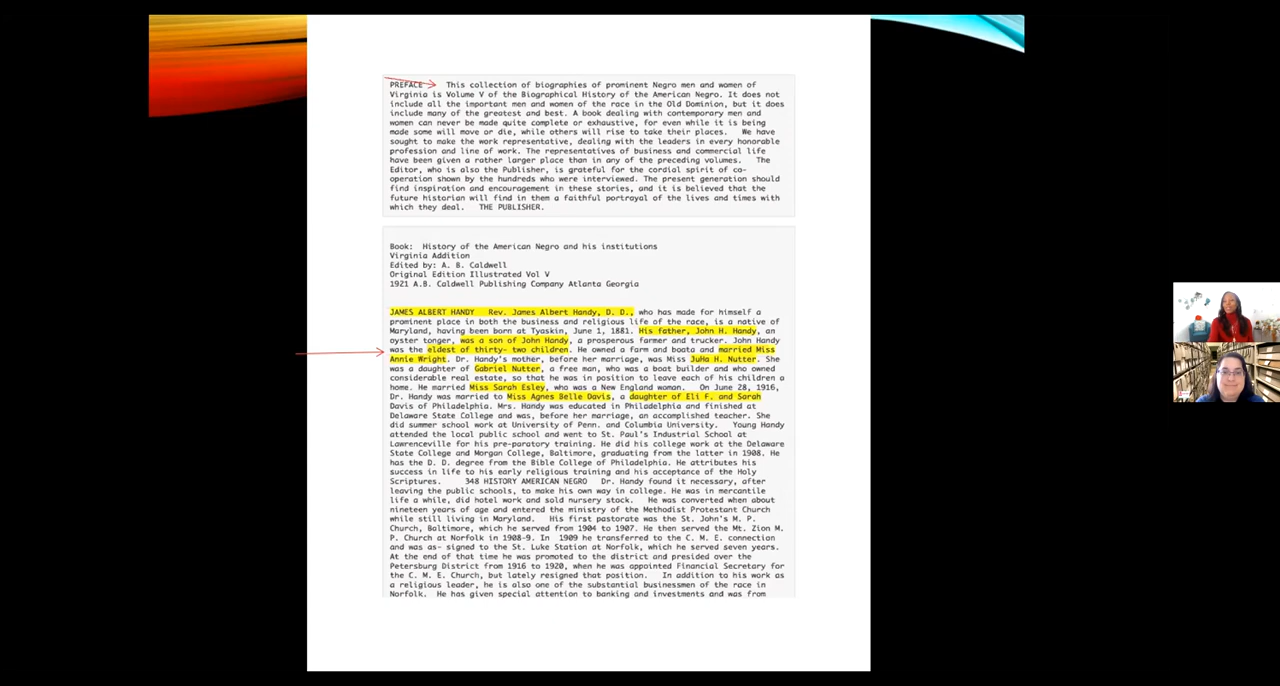 PREFACE This collection of biographies of prominent Negro men and women of
Virginia is Volume V of the Biographical History of the American Negro. It does not
include all the important men and women of the race in the Old Dominion, but it does
include many of the greatest and best. A book dealing with contemporary men and
women can never be made quite complete or exhaustive, for even while it is being
made some will move or die, while others will rise to take their places. We have
sought to make the work representative, dealing with the leaders in every honorable
profession and line of work. The representatives of business and commercial life
have been given a rather larger place than in any of the preceding volumes. The
Editor, who is also the Publisher, is grateful for the cordial spirit of co-
operation shown by the hundreds who were interviewed. The present generation should
find inspiration and encouragement in these stories, and it is believed that the
future historian will find in them a faithful portrayal of the lives and times with
which they deal. THE PUBLISHER.
Book: History of the American Negro and his institutions
Virginia Addition
Edited by: A. B. Caldwell
Original Edition Illustrated Vol V
1921 A.B. Caldwell Publishing Company Atlanta Georgia
JAMES ALBERT HANDY Rev. James Albert Handy, D. D., who has made for himself a
prominent place in both the business and religious life of the race, is a native of
Maryland, having been born at Tyaskin, June 1, 1881. His father, John H. Handy, an
oyster tonger, was a son of John Handy, a prosperous farmer and trucker. John Handy
was the eldest of thirty- two children. He owned a farm and boata and married Miss
Annie Wright. Dr. Handy's mother, before her marriage, was Miss JuHa H. Nutter. She
was a daughter of Gabriel Nutter, a free man, who was a boat builder and who owned
considerable real estate, so that he was in position to leave each of his children a
home. He married Miss Sarah Esley, who was a New England woman. On June 28, 1916,
Dr. Handy was married to Miss Agnes Belle Davis, a daughter of Eli F. and Sarah
Davis of Philadelphia. Mrs. Handy was educated in Philadelphia and finished at
Delaware State College and was, before her marriage, an accomplished teacher. She
did summer school work at University of Penn. and Columbia University. Young Handy
attended the local public school and went to St. Paul's Industrial School at
Lawrenceville for his pre-paratory training. He did his college work at the Delaware
State College and Morgan College, Baltimore, graduating from the latter in 1908. He
has the D. D. degree from the Bible College of Philadelphia. He attributes his
success in life to his early religious training and his acceptance of the Holy
Scriptures. 348 HISTORY AMERICAN NEGRO Dr. Handy found it necessary, after
leaving the public schools, to make his own way in college. He was in mercantile
life a while, did hotel work and sold nursery stock. He was converted when about
nineteen years of age and entered the ministry of the Methodist Protestant Church
while still living in Maryland. His first pastorate was the St. John's M. P.
Church, Baltimore, which he served from 1904 to 1907. He then served the Mt. Zion M.
P. Church at Norfolk in 1908-9. In 1909 he transferred to the C. M. E. connection
and was as- signed to the St. Luke Station at Norfolk, which he served seven years.
At the end of that time he was promoted to the district and presided over the
Petersburg District from 1916 to 1920, when he was appointed Financial Secretary for
the C. M. E. Church, but lately resigned that position. In addition to his work as
a religious leader, he is also one of the substantial businessmen of the race in
Norfolk. He has given special attention to banking and investments and was from